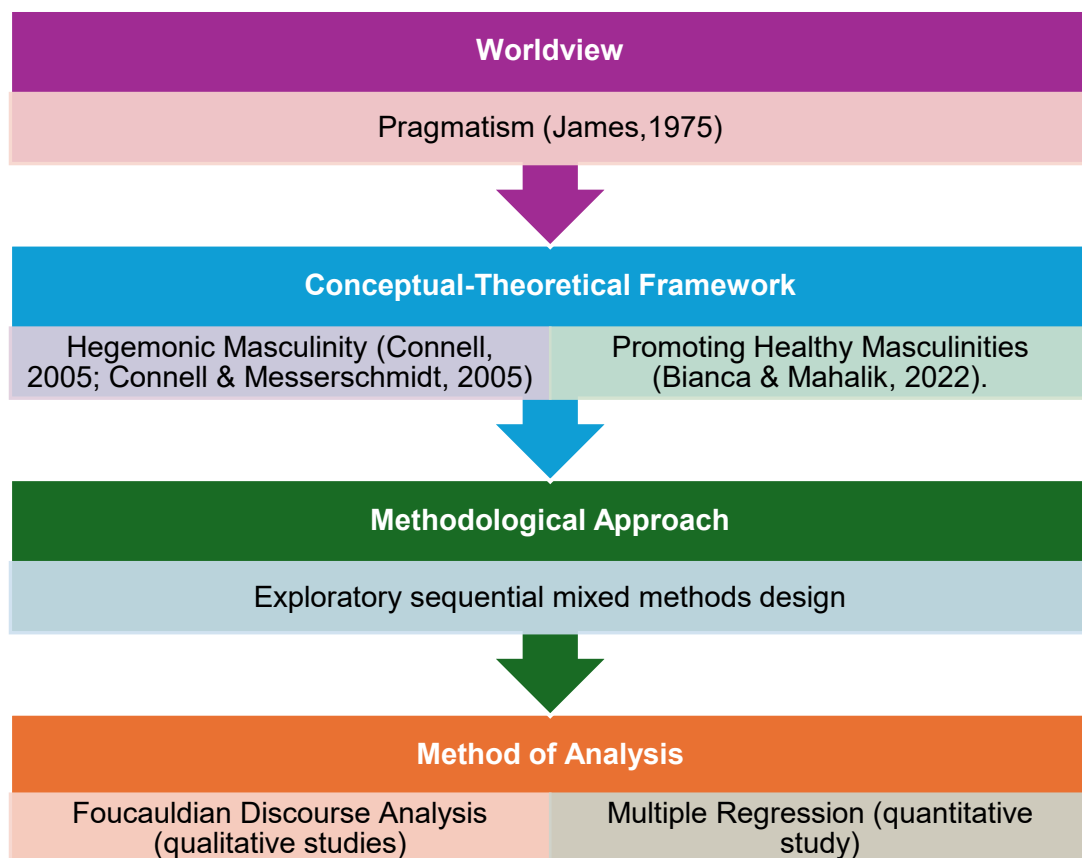 Worldview
Pragmatism (James,1975)
Conceptual-Theoretical Framework
Hegemonic Masculinity (Connell,
2005; Connell & Messerschmidt, 2005)
Promoting Healthy Masculinities
(Bianca & Mahalik, 2022).
Methodological Approach
Exploratory sequential mixed methods design
Method of Analysis
Foucauldian Discourse Analysis
(qualitative studies)
Multiple Regression (quantitative
study)